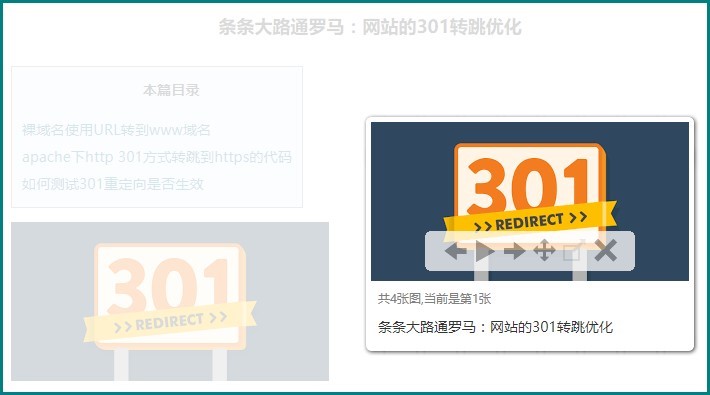 条条大路通罗马：网站的301转跳优化
本篇目录
裸域名使用URL转到www域名
apache下http 301方式转跳到https的代码
如何测试301重定向是否生效
301
>> REDIRECT >>
301
>> REDIRECT >>
共4张图,当前是第1张
条条大路通罗马：网站的301转跳优化